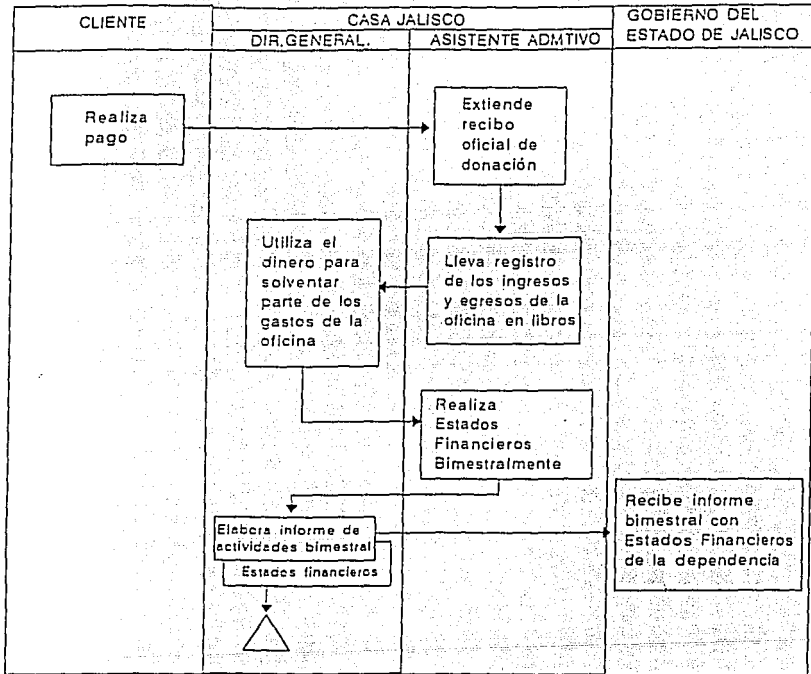 CLIENTE
CASA JALISCO
GOBIERNO DEL
ESTADO DE JALISCO
DIR.GENERAL.
ASISTENTE ADMTIVO
Realiza
pago
Extiende
recibo
oficial de
donación
Utiliza el
dinero para
solventar
parte de los
gastos de la
oficina
Lleva registro
de los ingresos
y egresos de la
oficina en libros
Realiza
Estados
Financieros
Bimestralmente
Elabora informe de
actividades bimestral
Estados financieros
Recibe informe
bimestral con
Estados Financieros
de la dependencia